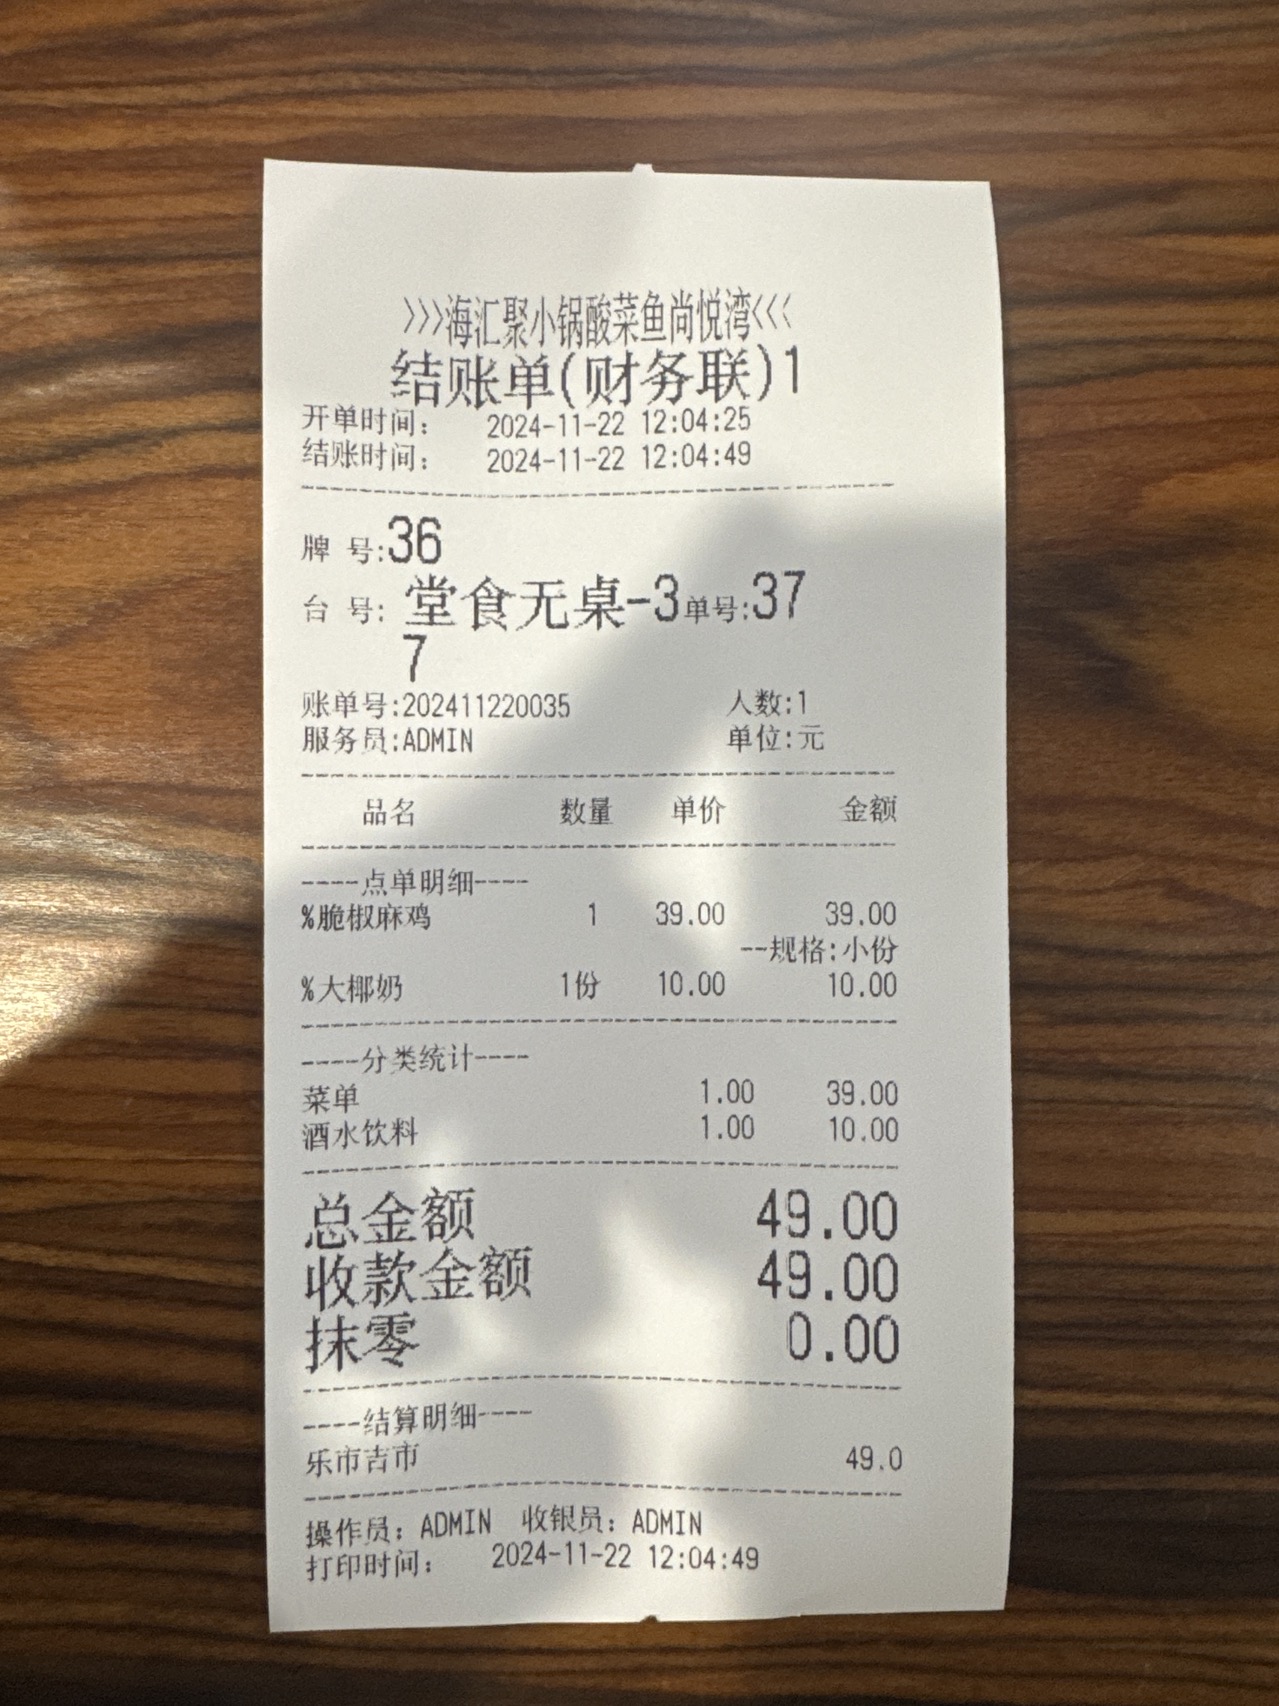 >>>海汇聚小锅酸菜鱼尚悦湾<<<
结账单(财务联)1
开单时间： 2024-11-22 12:04:25
结账时间： 2024-11-22 12:04:49
牌 号:36
台 号: 堂食无桌-3单号:37
7
账单号:202411220035 人数:1
服务员:ADMIN 单位:元
品名 数量 单价 金额
----点单明细----
%脆椒麻鸡 1 39.00 39.00
--规格:小份
%大椰奶 1份 10.00 10.00
----分类统计----
菜单 1.00 39.00
酒水饮料 1.00 10.00
总金额 49.00
收款金额 49.00
抹零 0.00
----结算明细----
乐市吉市 49.0
操作员：ADMIN 收银员：ADMIN
打印时间： 2024-11-22 12:04:49